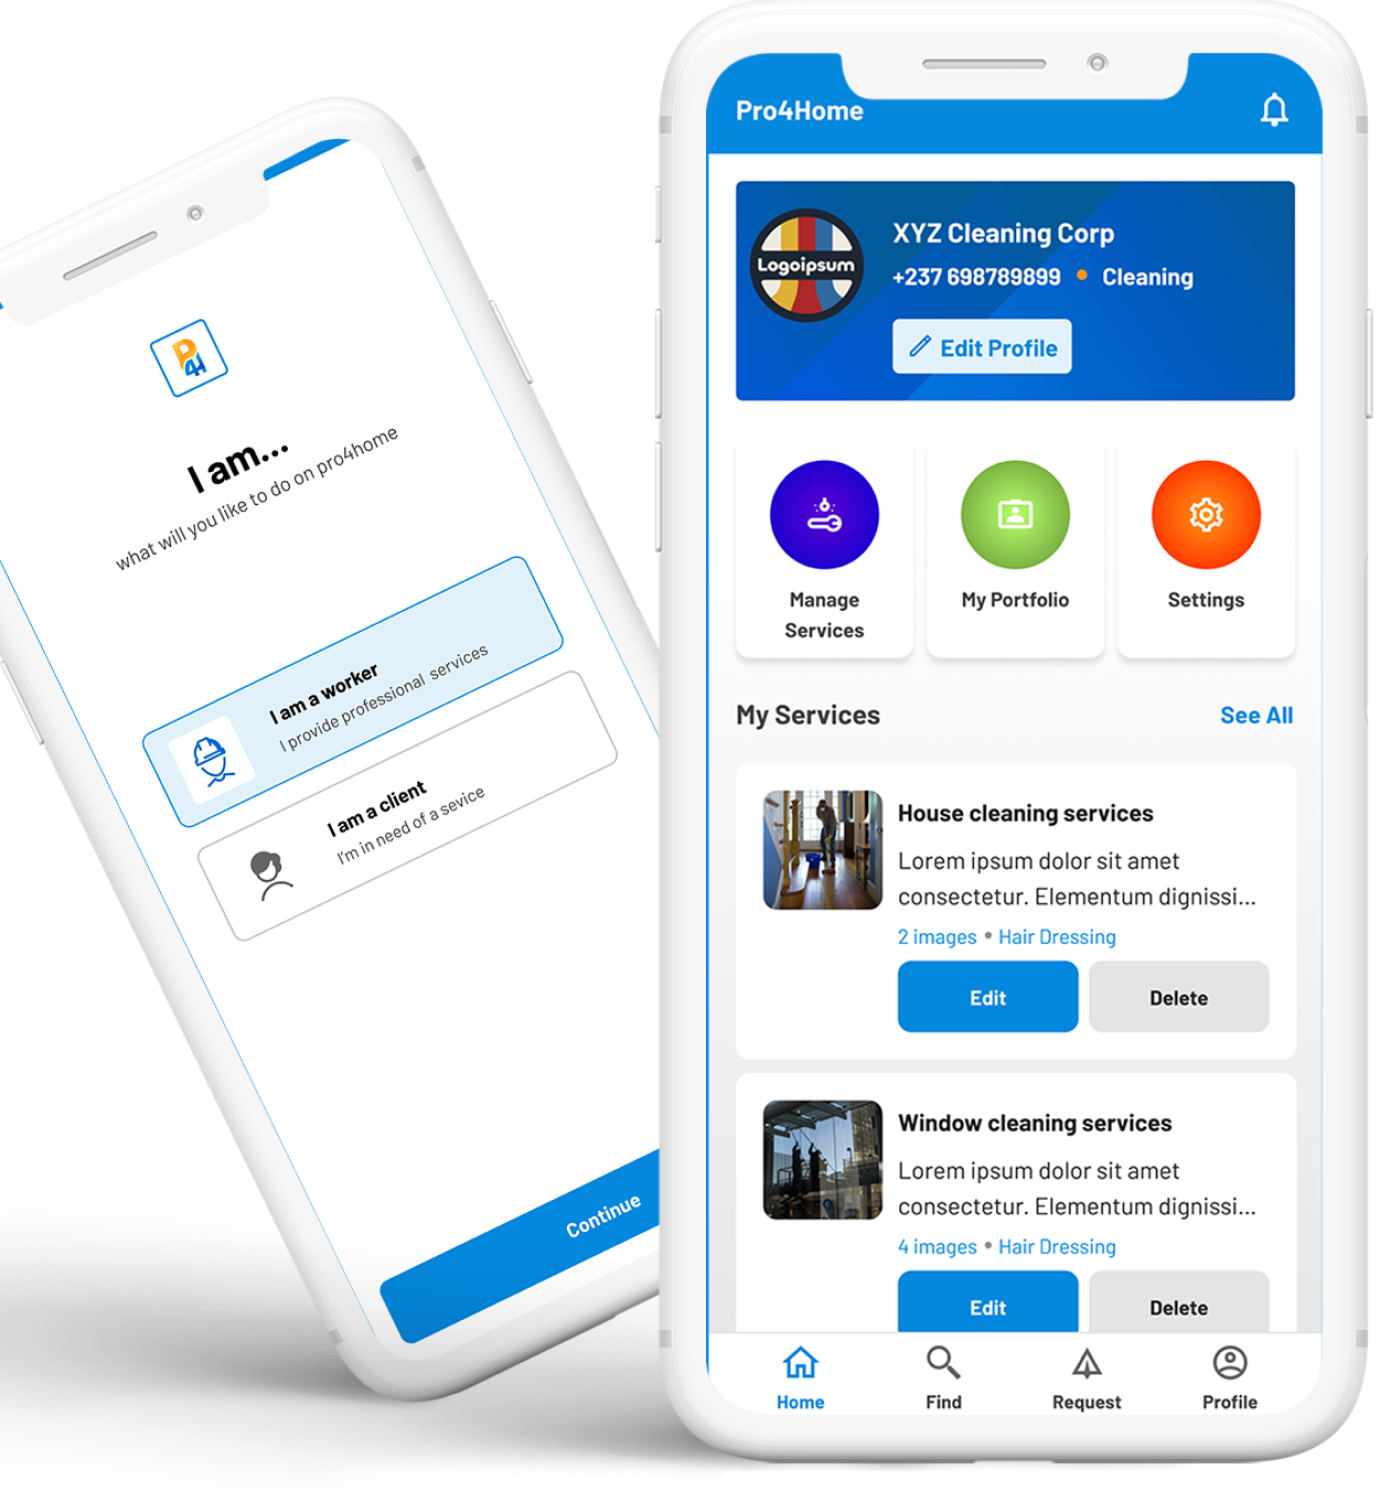 P4H
I am...
what will you like to do on pro4home
I am a worker
I provide professional services
I am a client
I'm in need of a sevice
Continue
Pro4Home
Logoipsum
XYZ Cleaning Corp
+237 698789899 • Cleaning
Edit Profile
Manage
Services
My Portfolio
Settings
My Services
See All
House cleaning services
Lorem ipsum dolor sit amet
consectetur. Elementum dignissi...
2 images • Hair Dressing
Edit
Delete
Window cleaning services
Lorem ipsum dolor sit amet
consectetur. Elementum dignissi...
4 images • Hair Dressing
Edit
Delete
Home
Find
Request
Profile